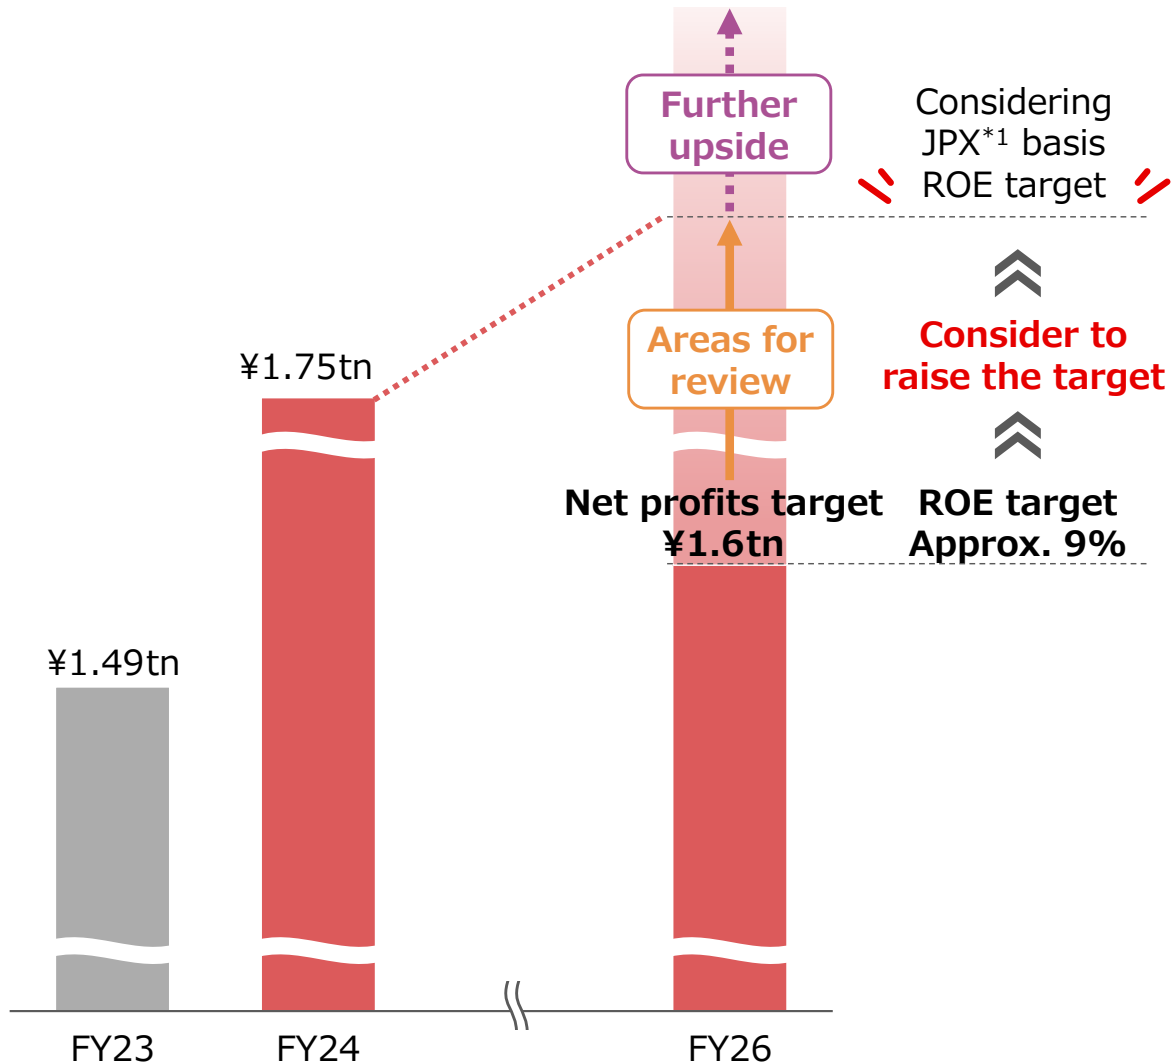 Further
upside
Considering
JPX*1 basis
ROE target
Areas for
review
Consider to
raise the target
¥1.75tn
Net profits target
¥1.6tn
ROE target
Approx. 9%
¥1.49tn
FY23
FY24
FY26